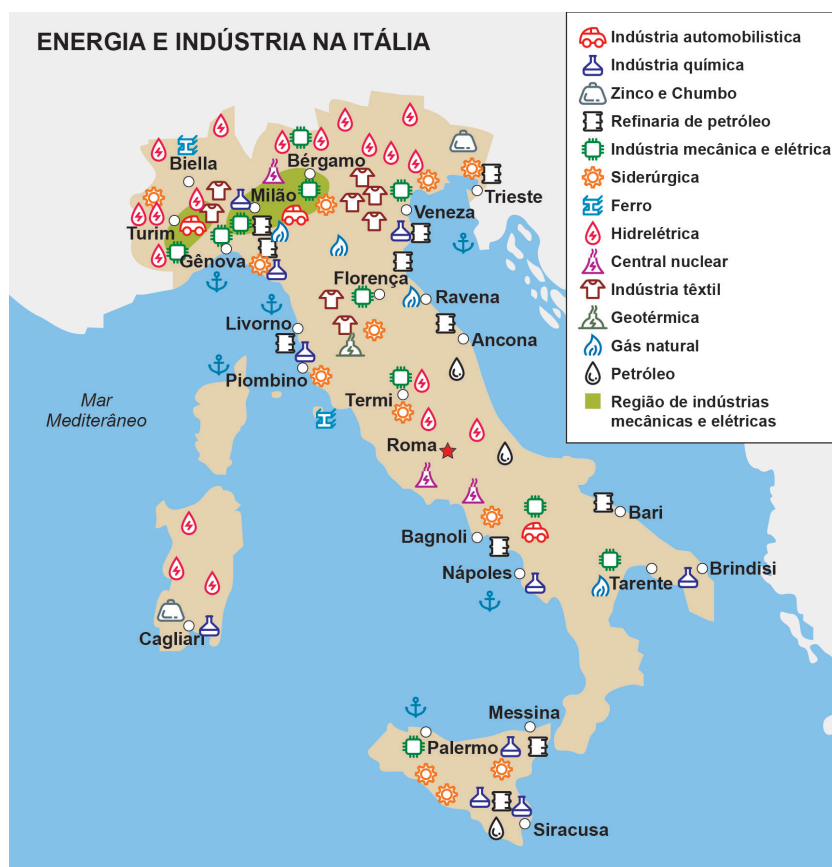 ENERGIA E INDÚSTRIA NA ITÁLIA
Indústria automobilistica
Indústria química
Zinco e Chumbo
Refinaria de petróleo
Indústria mecânica e elétrica
Siderúrgica
Ferro
Hidrelétrica
Central nuclear
Indústria têxtil
Geotérmica
Gás natural
Petróleo
Região de indústrias
mecânicas e elétricas
Biella
Bérgamo
Milão
Trieste
Veneza
Turim
Gênova
Florença
Ravena
Livorno
Ancona
Piombino
Mar
Mediterâneo
Termi
Roma
Bari
Bagnoli
Nápoles
Tarente
Brindisi
Cagliari
Messina
Palermo
Siracusa